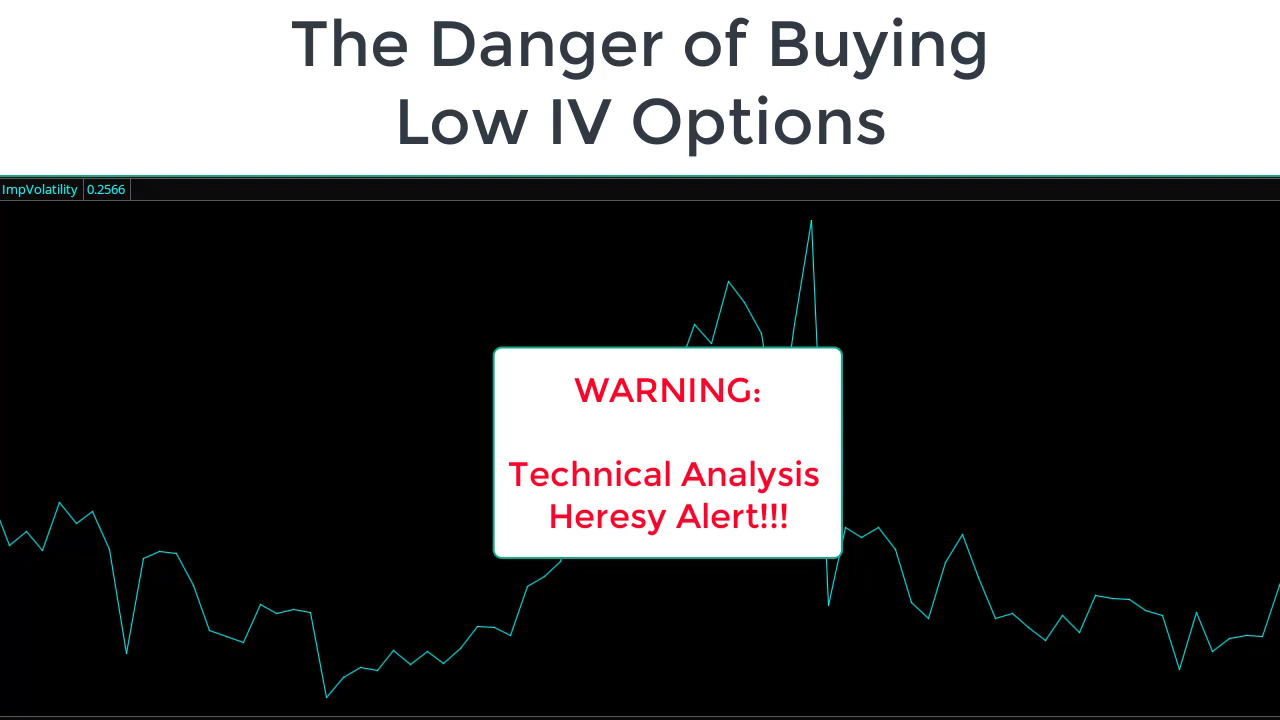 The Danger of Buying
Low IV Options
ImpVolatility 0.2566
WARNING:
Technical Analysis
Heresy Alert!!!